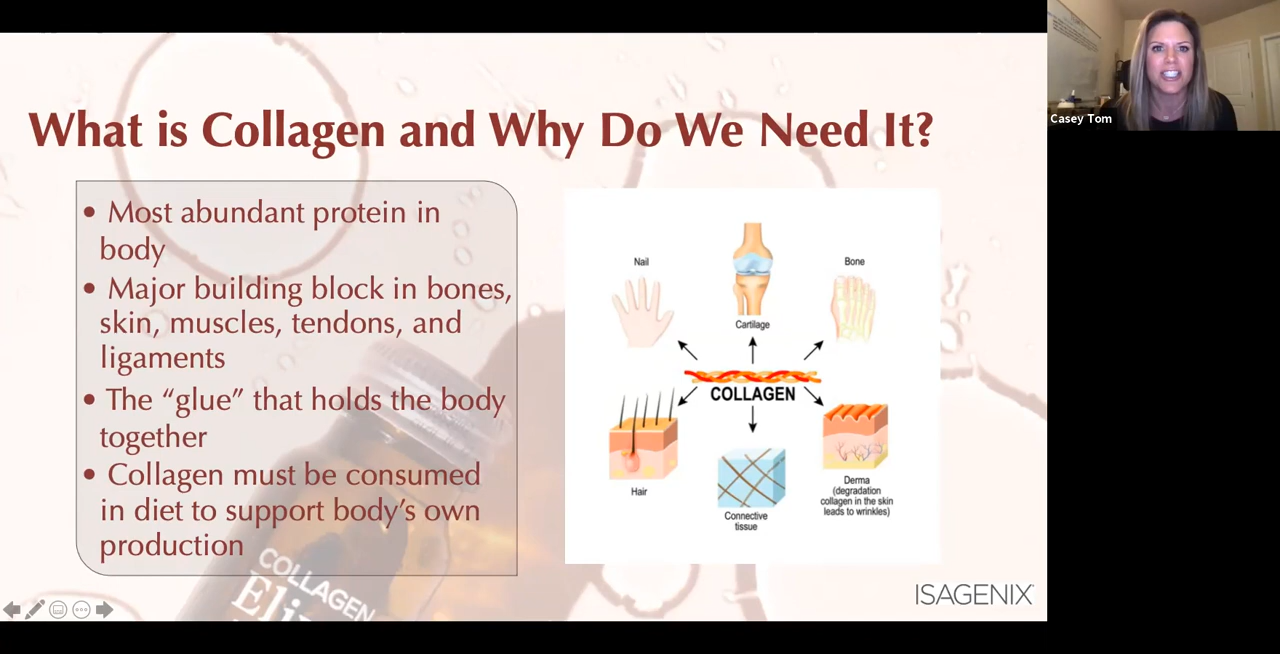 What is Collagen and Why Do We Need It?
• Most abundant protein in
body
• Major building block in bones,
skin, muscles, tendons, and
ligaments
• The “glue” that holds the body
together
• Collagen must be consumed
in diet to support body’s own
production
Nail
Cartilage
Bone
COLLAGEN
Hair
Connective
tissue
Derma
(degradation
collagen in the skin
leads to wrinkles)
COLLAGEN
ISAGENIX
Casey Tom